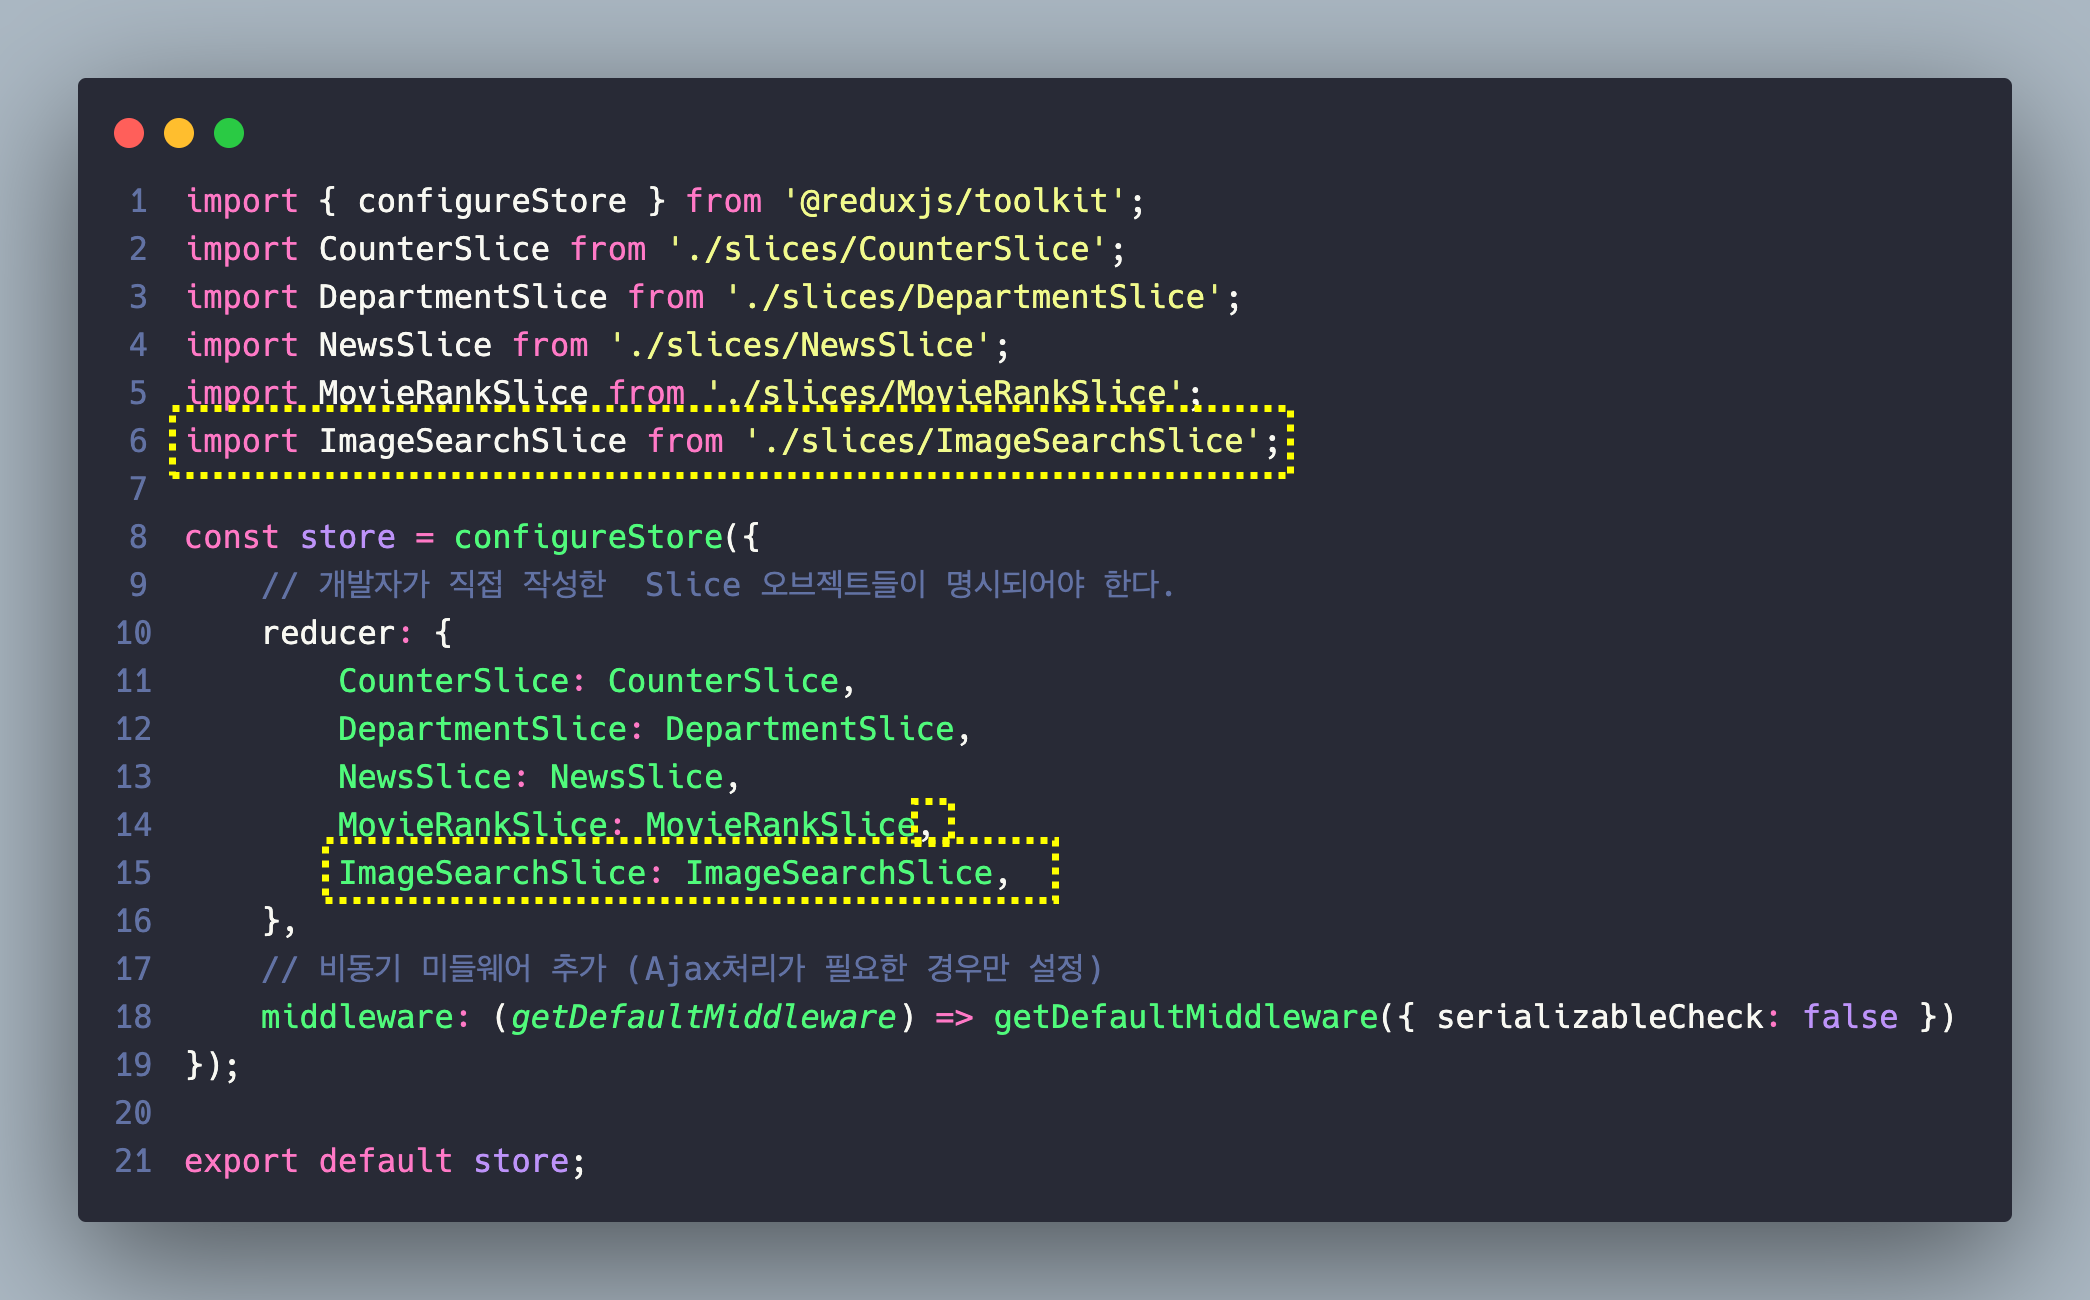 1 import { configureStore } from '@reduxjs/toolkit';
2 import CounterSlice from './slices/CounterSlice';
3 import DepartmentSlice from './slices/DepartmentSlice';
4 import NewsSlice from './slices/NewsSlice';
5 import MovieRankSlice from './slices/MovieRankSlice';
6 import ImageSearchSlice from './slices/ImageSearchSlice';
7
8 const store = configureStore({
9     // 개발자가 직접 작성한  Slice 오브젝트들이 명시되어야 한다.
10     reducer: {
11         CounterSlice: CounterSlice,
12         DepartmentSlice: DepartmentSlice,
13         NewsSlice: NewsSlice,
14         MovieRankSlice: MovieRankSlice,
15         ImageSearchSlice: ImageSearchSlice,
16     },
17     // 비동기 미들웨어 추가 (Ajax처리가 필요한 경우만 설정)
18     middleware: (getDefaultMiddleware) => getDefaultMiddleware({ serializableCheck: false })
19 });
20
21 export default store;